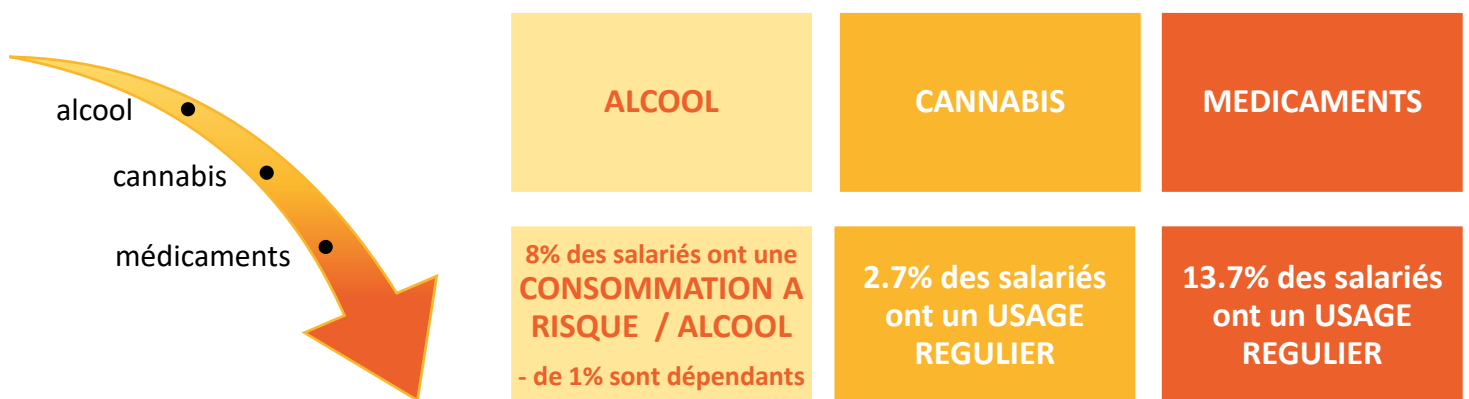 alcool
cannabis
médicaments
ALCOOL
CANNABIS
MEDICAMENTS
8% des salariés ont une
CONSOMMATION A
RISQUE / ALCOOL
- de 1% sont dépendants
2.7% des salariés
ont un USAGE
REGULIER
13.7% des salariés
ont un USAGE
REGULIER